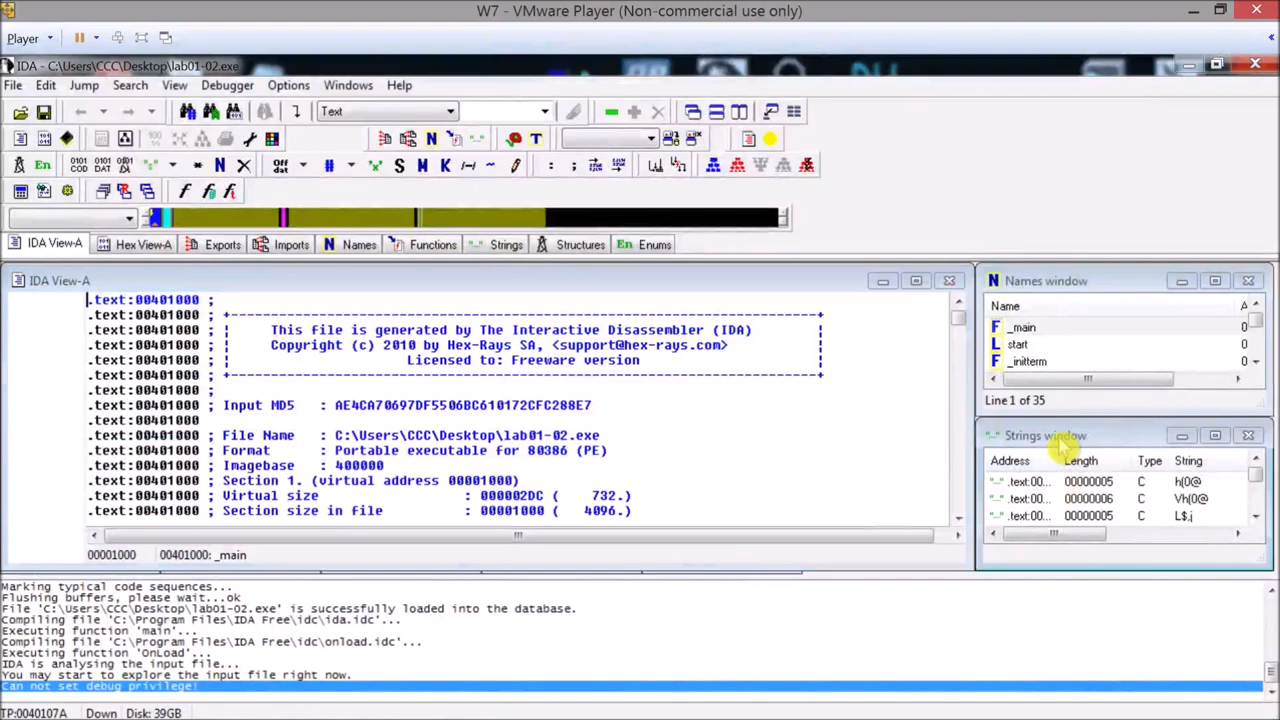 W7 - VMware Player (Non-commercial use only)
Player
IDA - C:\Users\CCC\Desktop\lab01-02.exe
File Edit Jump Search View Debugger Options Windows Help
Text
En
IDA View-A Hex View-A Exports Imports N Names Functions "..." Strings Structures En Enums
IDA View-A
.text:00401000 ;
.text:00401000 ; +-------------------------------------------------------------------------+
.text:00401000 ; | This file is generated by The Interactive Disassembler (IDA) |
.text:00401000 ; | Copyright (c) 2010 by Hex-Rays SA, <support@hex-rays.com> |
.text:00401000 ; | Licensed to: Freeware version |
.text:00401000 ; +-------------------------------------------------------------------------+
.text:00401000 ;
.text:00401000 ; Input MD5 : AE4CA70697DF5506BC610172CFC288E7
.text:00401000
.text:00401000 ; File Name : C:\Users\CCC\Desktop\lab01-02.exe
.text:00401000 ; Format : Portable executable for 80386 (PE)
.text:00401000 ; Imagebase : 400000
.text:00401000 ; Section 1. (virtual address 00001000)
.text:00401000 ; Virtual size : 000002DC ( 732.)
.text:00401000 ; Section size in file : 00001000 ( 4096.)
00001000 00401000: _main
N Names window
Name A
F _main 0
L start 0
F _initterm 0
Line 1 of 35
"..." Strings window
Address Length Type String
"..." .text:00... 00000005 C h(0@
"..." .text:00... 00000006 C Vh(0@
"..." .text:00... 00000005 C L$,j
Marking typical code sequences...
Flushing buffers, please wait...ok
File 'C:\Users\CCC\Desktop\lab01-02.exe' is successfully loaded into the database.
Compiling file 'C:\Program Files\IDA Free\idc\ida.idc'...
Executing function 'main'...
Compiling file 'C:\Program Files\IDA Free\idc\onload.idc'...
Executing function 'OnLoad'...
IDA is analysing the input file...
You may start to explore the input file right now.
Can not set debug privilege!
TP:0040107A Down Disk: 39GB